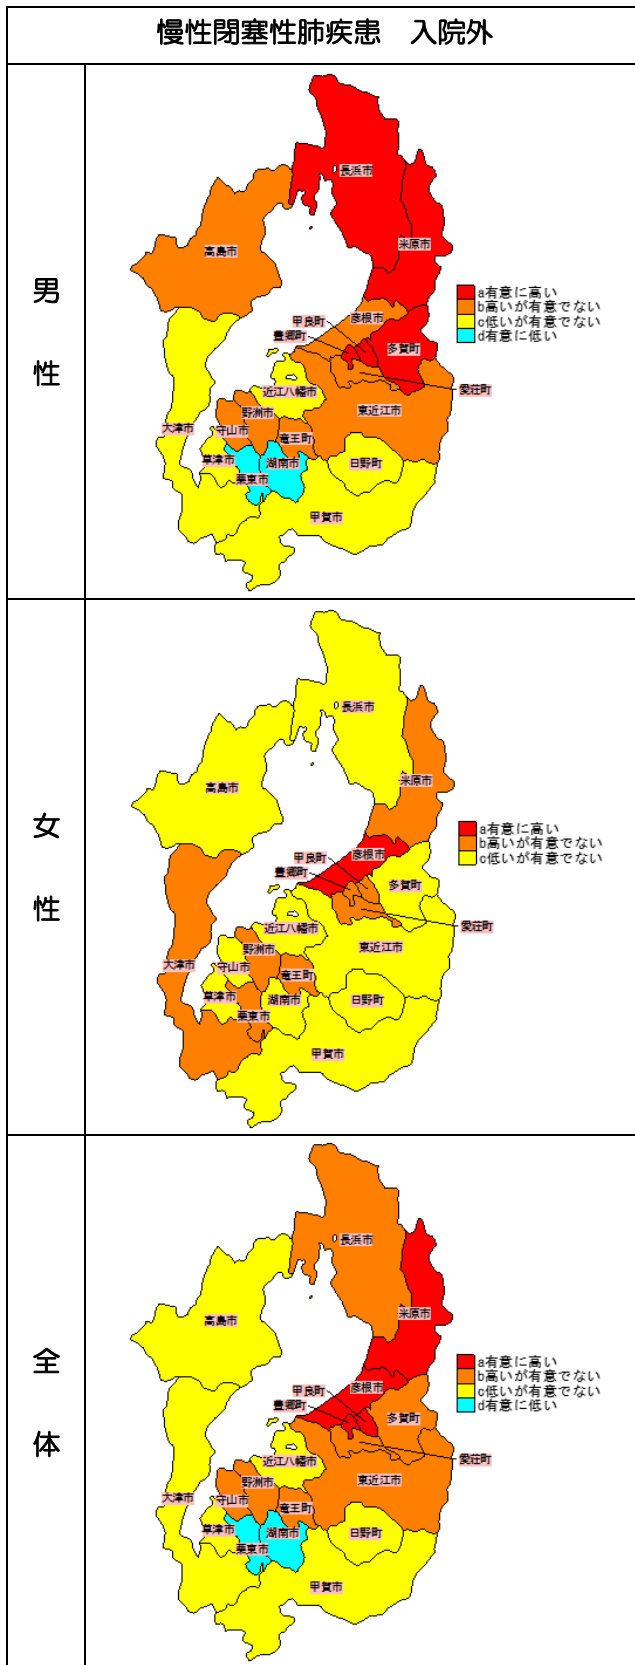 慢性閉塞性肺疾患　入院外
男
性
長浜市
米原市
高島市
a有意に高い
b高いが有意でない
c低いが有意でない
d有意に低い
彦根市
甲良町
豊郷町
多賀町
愛荘町
近江八幡市
東近江市
野洲市
守山市
竜王町
大津市
草津市
湖南市
日野町
栗東市
甲賀市
女
性
長浜市
米原市
高島市
a有意に高い
b高いが有意でない
c低いが有意でない
彦根市
甲良町
豊郷町
多賀町
愛荘町
近江八幡市
東近江市
野洲市
守山市
大津市
竜王町
草津市
湖南市
日野町
栗東市
甲賀市
全
体
長浜市
米原市
高島市
a有意に高い
b高いが有意でない
c低いが有意でない
d有意に低い
彦根市
甲良町
豊郷町
多賀町
愛荘町
近江八幡市
東近江市
野洲市
守山市
大津市
竜王町
草津市
湖南市
日野町
栗東市
甲賀市